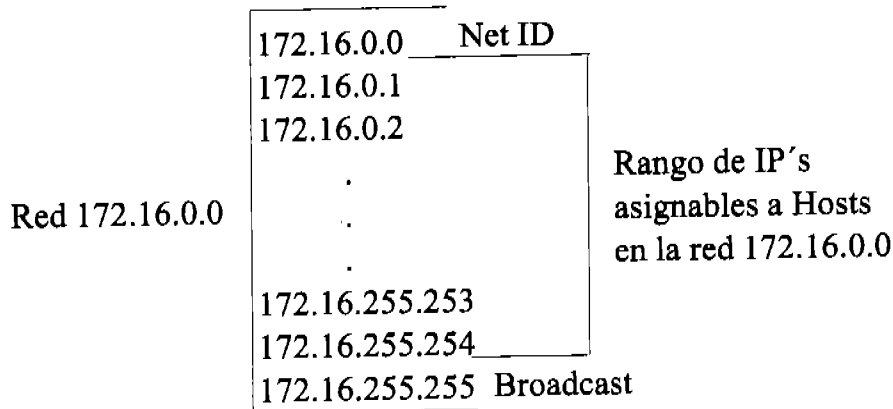 172.16.0.0 Net ID
172.16.0.1
172.16.0.2
.
.
.
172.16.255.253
172.16.255.254
172.16.255.255 Broadcast
Red 172.16.0.0
Rango de IP´s
asignables a Hosts
en la red 172.16.0.0